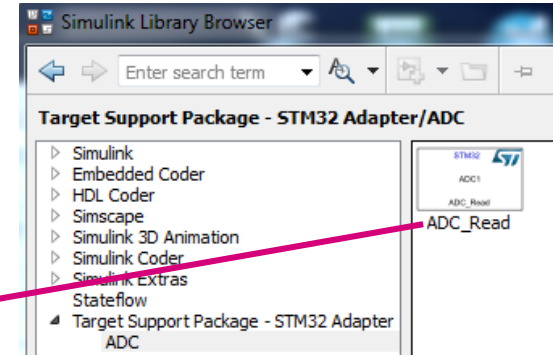 Simulink Library Browser
Enter search term
Target Support Package - STM32 Adapter/ADC
Simulink
Embedded Coder
HDL Coder
Simscape
Simulink 3D Animation
Simulink Coder
Simulink Extras
Stateflow
Target Support Package - STM32 Adapter
ADC
STM32
ADC1
ADC_Read
ADC_Read